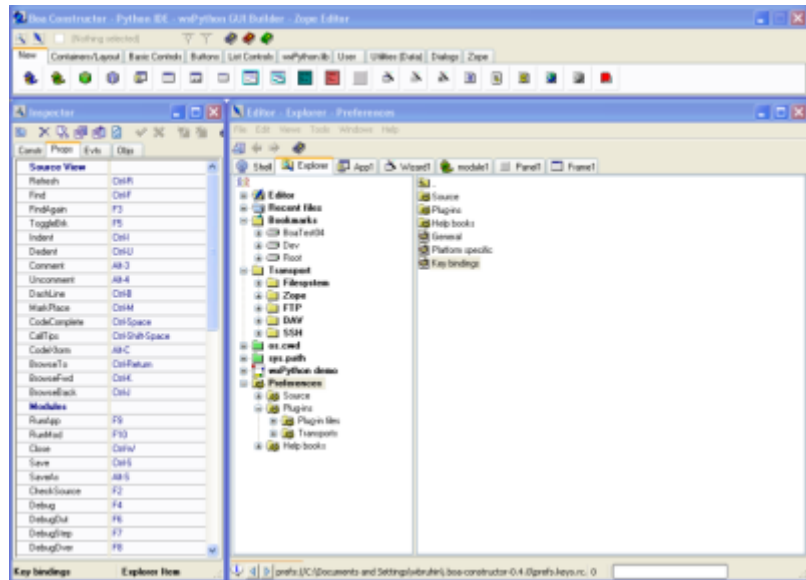 Boa Constructor - Python IDE - wxPython GUI Builder - Zope Editor
(Nothing selected)
New Containers/Layout Basic Controls Buttons List Controls wxPython.lib User Utilities (Data) Dialogs Zope
Inspector
Constr Props Evts Objs
Source View
Refresh Ctrl-R
Find Ctrl-F
FindAgain F3
ToggleBrk F5
Indent Ctrl-I
Dedent Ctrl-U
Comment Alt-3
Uncomment Alt-4
DashLine Ctrl-B
MarkPlace Ctrl-M
CodeComplete Ctrl-Space
CallTips Ctrl-Shift-Space
CodeXform Alt-C
BrowseTo Ctrl-Return
BrowseFwd Ctrl-K
BrowseBack Ctrl-J
Modules
RunApp F9
RunMod F10
Close Ctrl-W
Save Ctrl-S
SaveAs Alt-S
CheckSource F2
Debug F4
DebugOut F6
DebugStep F7
DebugOver F8
Key bindings Explorer Item
Editor - Explorer - Preferences
File Edit Views Tools Windows Help
Shell Explorer App1 Wizard1 module1 Panel1 Frame1
Editor
Recent files
Bookmarks
BoaTest04
Dev
Root
Transport
Filesystem
Zope
FTP
DAV
SSH
os.cwd
sys.path
wxPython demo
Preferences
Source
Plug-ins
Plug-in files
Transports
Help books
..
Source
Plug-ins
Help books
General
Platform specific
Key bindings